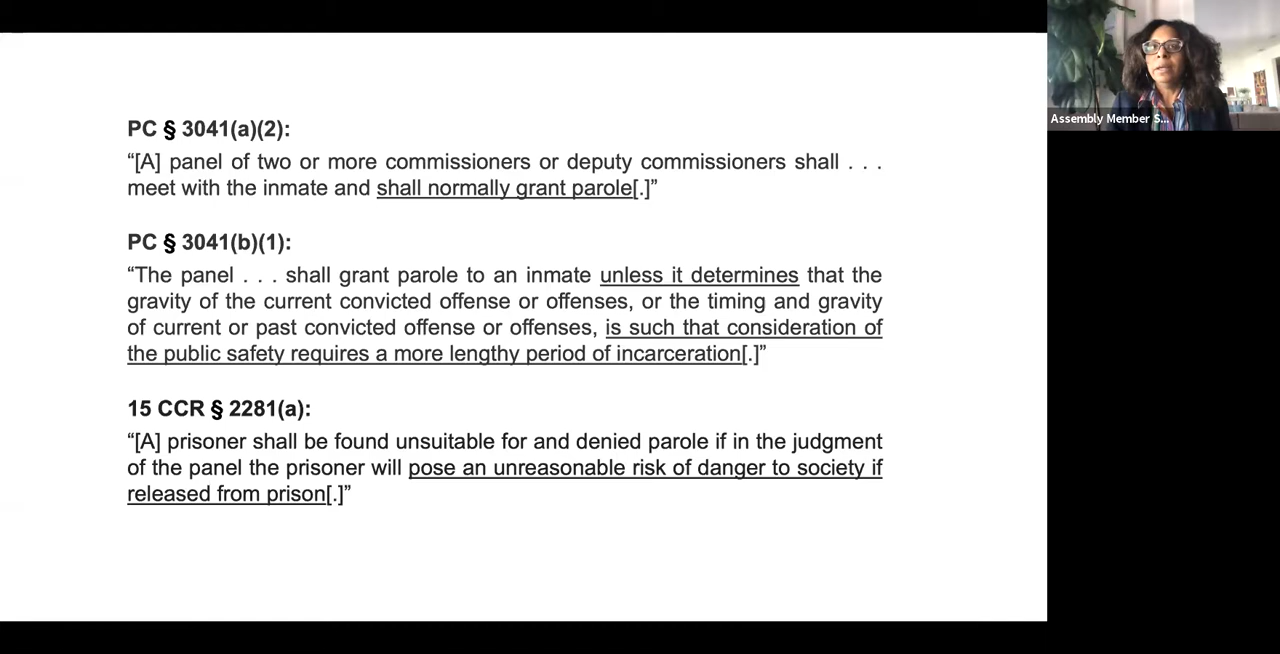 PC § 3041(a)(2):
“[A] panel of two or more commissioners or deputy commissioners shall . . .
meet with the inmate and shall normally grant parole[.]”
PC § 3041(b)(1):
“The panel . . . shall grant parole to an inmate unless it determines that the
gravity of the current convicted offense or offenses, or the timing and gravity
of current or past convicted offense or offenses, is such that consideration of
the public safety requires a more lengthy period of incarceration[.]”
15 CCR § 2281(a):
“[A] prisoner shall be found unsuitable for and denied parole if in the judgment
of the panel the prisoner will pose an unreasonable risk of danger to society if
released from prison[.]”
Assembly Member S...